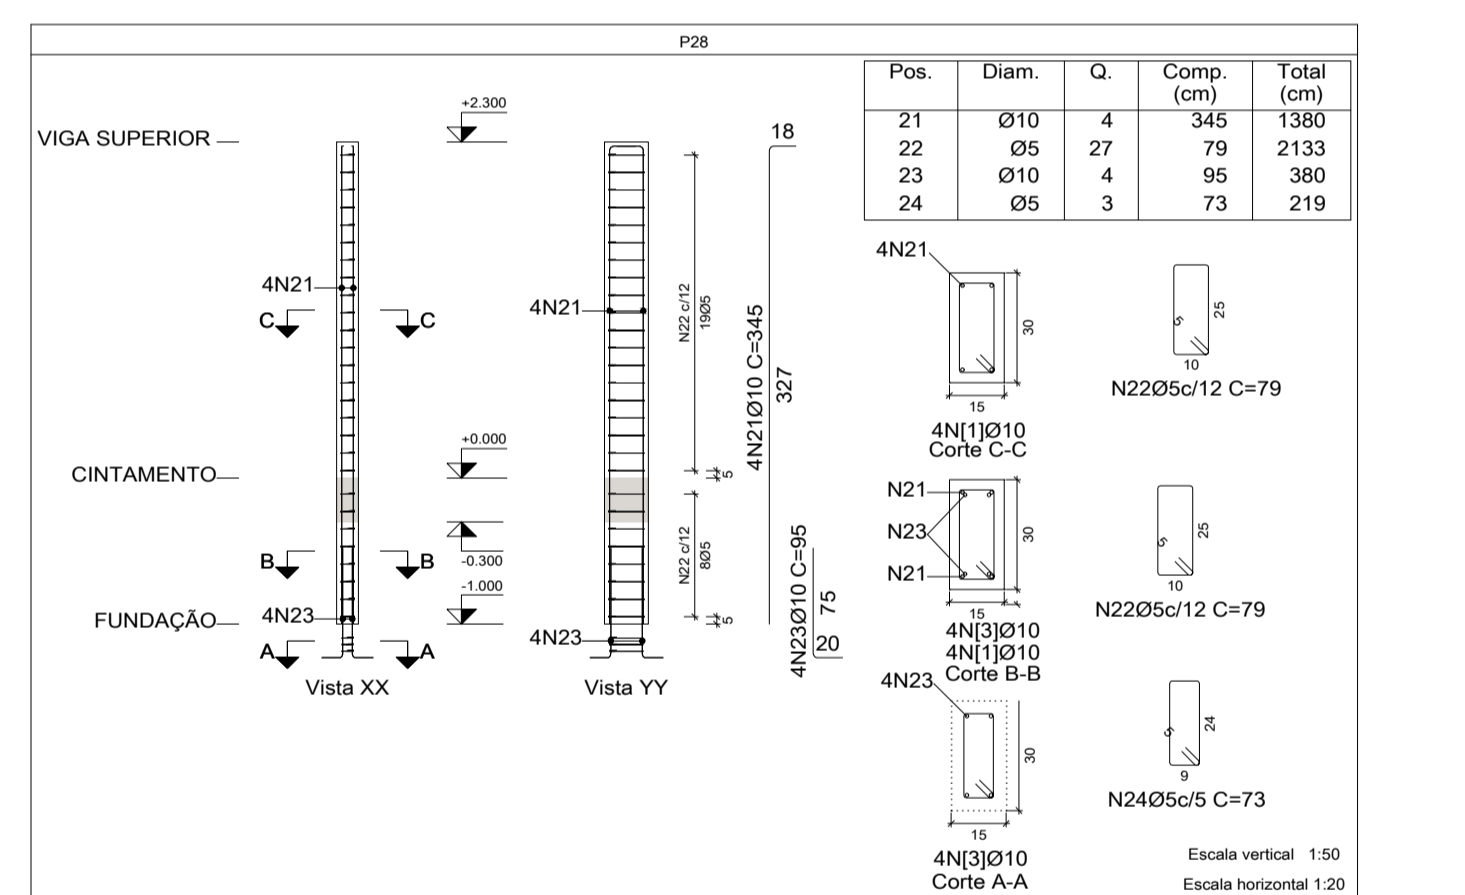 P28
Pos. Diam. Q. Comp. (cm) Total (cm)
21 Ø10 4 345 1380
22 Ø5 27 79 2133
23 Ø10 4 95 380
24 Ø5 3 73 219
VIGA SUPERIOR
+2.300
18
4N21
4N21
C
C
N22 c/12
19Ø5
4N21Ø10 C=345
327
+0.000
CINTAMENTO
5
N22 c/12
8Ø5
B
B
-0.300
-1.000
FUNDAÇÃO
4N23
5
4N23
A
A
4N23Ø10 C=95
75
20
Vista XX
Vista YY
4N21
30
15
4N[1]Ø10
Corte C-C
5
25
10
N22Ø5c/12 C=79
N21
N23
N21
30
15
4N[3]Ø10
4N[1]Ø10
Corte B-B
5
25
10
N22Ø5c/12 C=79
4N23
30
15
4N[3]Ø10
Corte A-A
5
24
9
N24Ø5c/5 C=73
Escala vertical 1:50
Escala horizontal 1:20